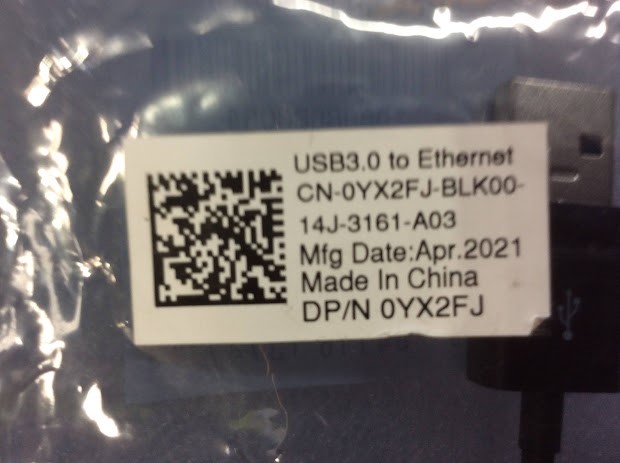 USB3.0 to Ethernet
CN-0YX2FJ-BLK00-
14J-3161-A03
Mfg Date:Apr.2021
Made In China
DP/N 0YX2FJ